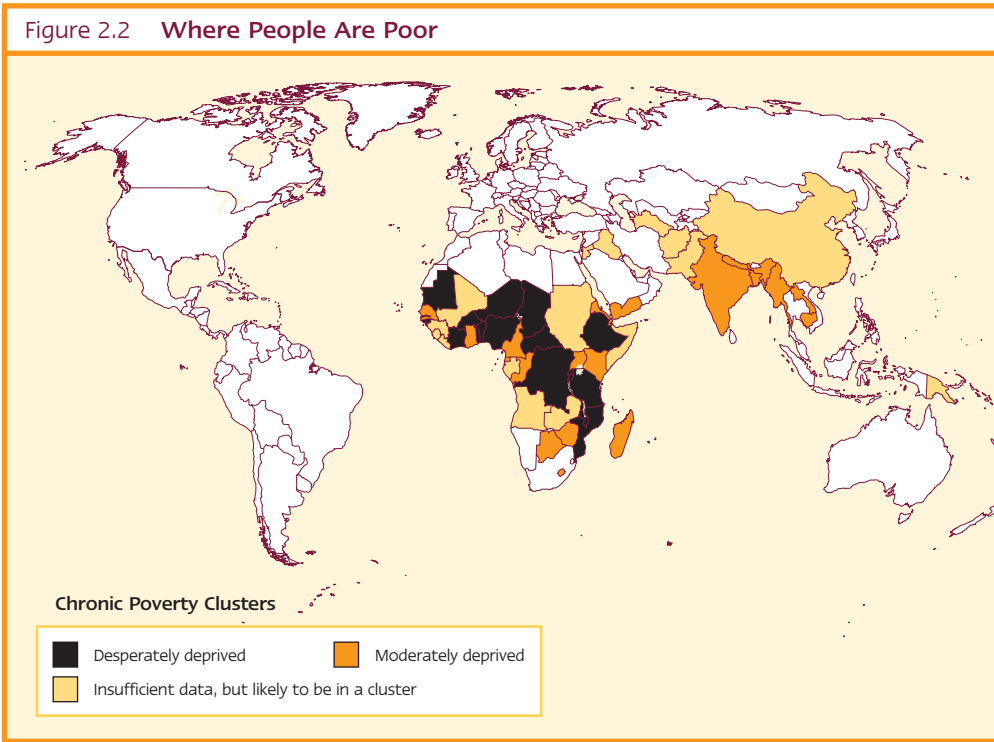 Figure 2.2 Where People Are Poor
Chronic Poverty Clusters
Desperately deprived
Moderately deprived
Insufficient data, but likely to be in a cluster